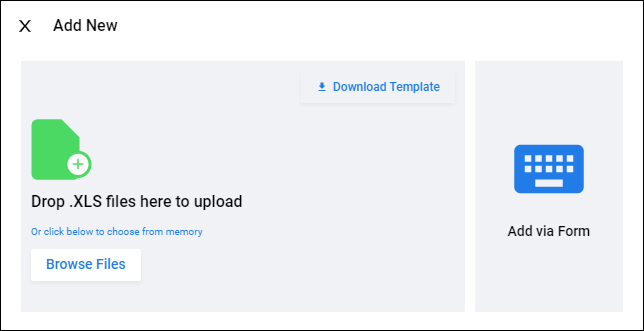 X Add New
Download Template
Drop .XLS files here to upload
Or click below to choose from memory
Browse Files
Add via Form